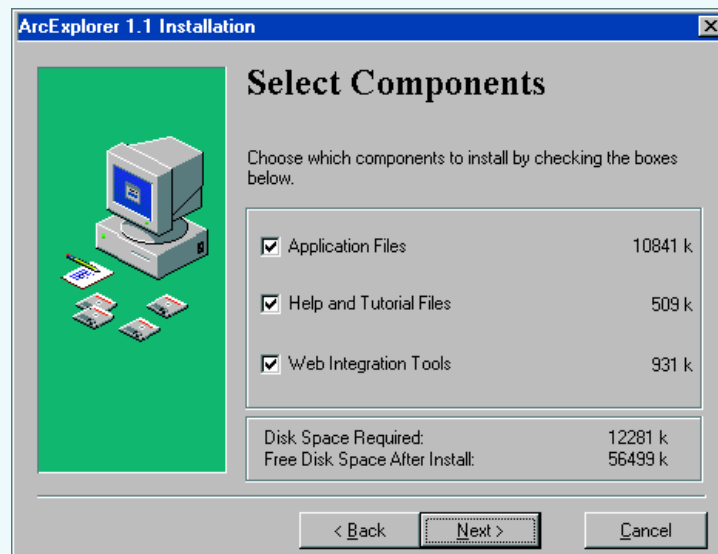 ArcExplorer 1.1 Installation
Select Components
Choose which components to install by checking the boxes
below.
Application Files 10841 k
Help and Tutorial Files 509 k
Web Integration Tools 931 k
Disk Space Required: 12281 k
Free Disk Space After Install: 56499 k
< Back Next > Cancel